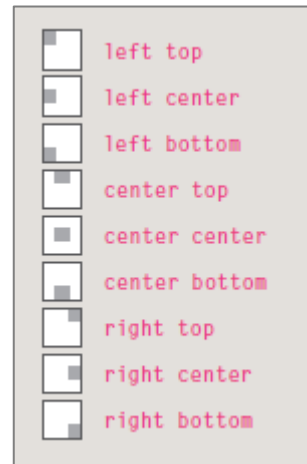 left top
left center
left bottom
center top
center center
center bottom
right top
right center
right bottom